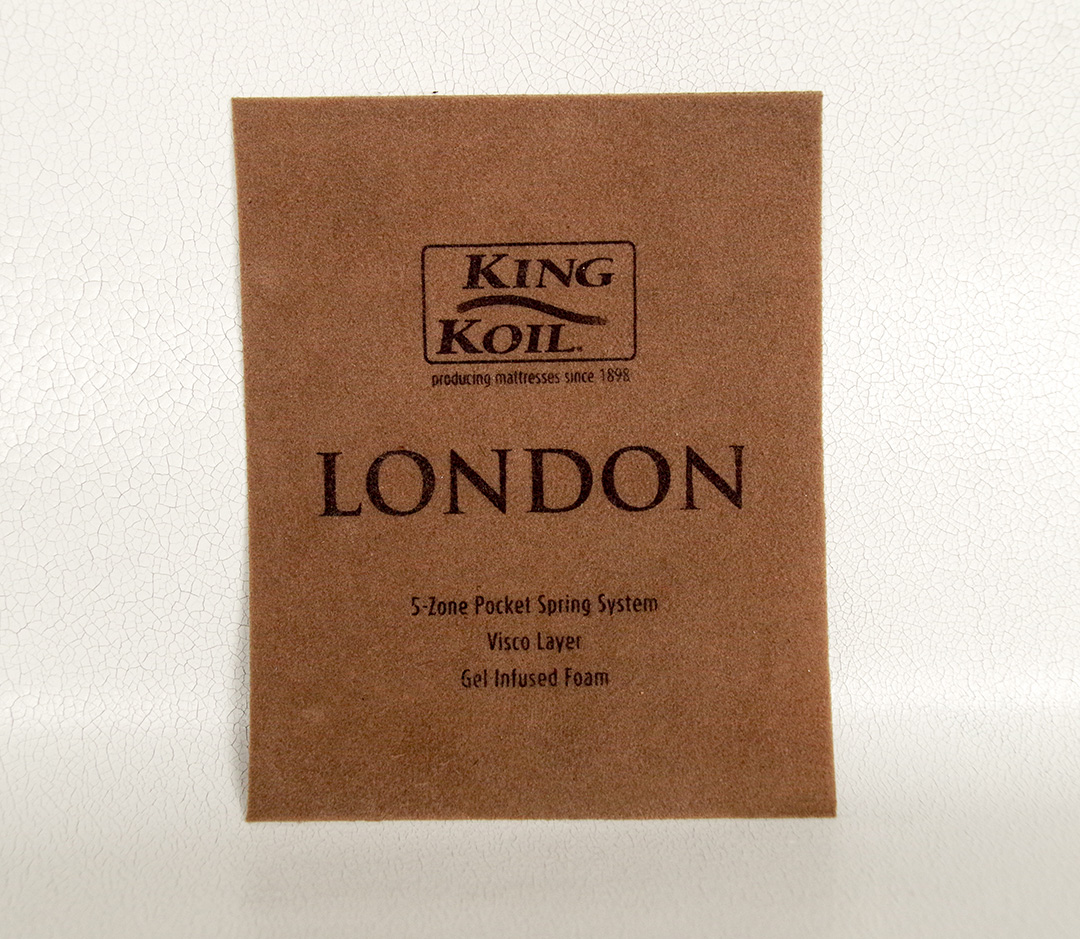 KING
KOIL.
producing mattresses since 1898
LONDON
5-Zone Pocket Spring System
Visco Layer
Gel Infused Foam